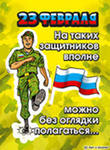 23 ФЕВРАЛЯ
На таких
защитников
вполне
можно
без оглядки
полагаться...